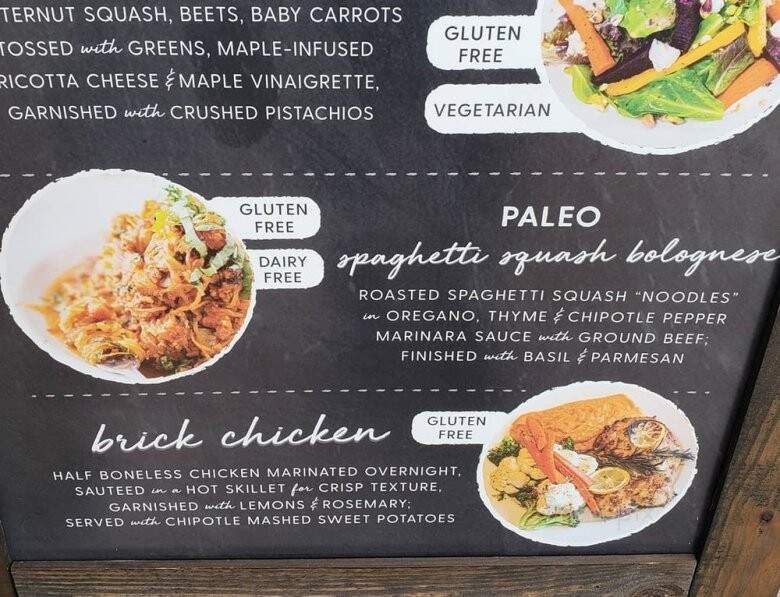 SQUASH, BEETS, BABY CARROTS
TOSSED with GREENS, MAPLE-INFUSED
RICOTTA CHEESE & MAPLE VINAIGRETTE,
GARNISHED with CRUSHED PISTACHIOS
GLUTEN
FREE
VEGETARIAN
GLUTEN
FREE
DAIRY
FREE
PALEO
spaghetti squash bolognese
ROASTED SPAGHETTI SQUASH “NOODLES”
in OREGANO, THYME & CHIPOTLE PEPPER
MARINARA SAUCE with GROUND BEEF;
FINISHED with BASIL & PARMESAN
brick chicken
GLUTEN
FREE
HALF BONELESS CHICKEN MARINATED OVERNIGHT,
SAUTEED in a HOT SKILLET for CRISP TEXTURE,
GARNISHED with LEMONS & ROSEMARY;
SERVED with CHIPOTLE MASHED SWEET POTATOES